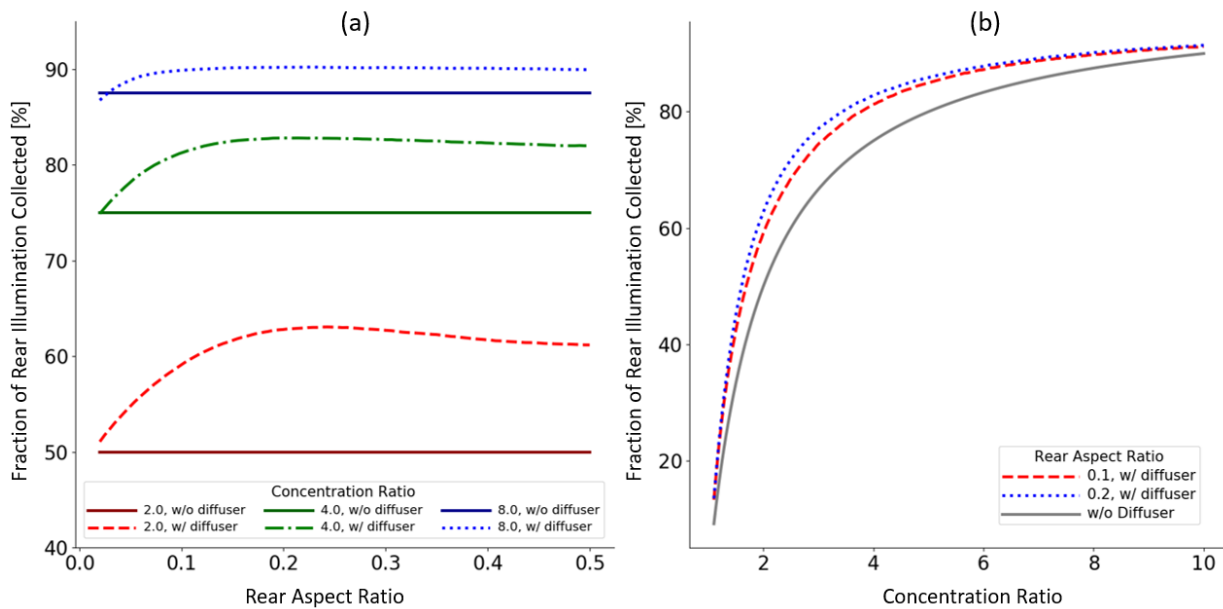 (a)
Fraction of Rear Illumination Collected [%]
90
80
70
60
50
40
0.0 0.1 0.2 0.3 0.4 0.5
Rear Aspect Ratio
Concentration Ratio
2.0, w/o diffuser 4.0, w/o diffuser 8.0, w/o diffuser
2.0, w/ diffuser 4.0, w/ diffuser 8.0, w/ diffuser
(b)
Fraction of Rear Illumination Collected [%]
80
60
40
20
2 4 6 8 10
Concentration Ratio
Rear Aspect Ratio
0.1, w/ diffuser
0.2, w/ diffuser
w/o Diffuser